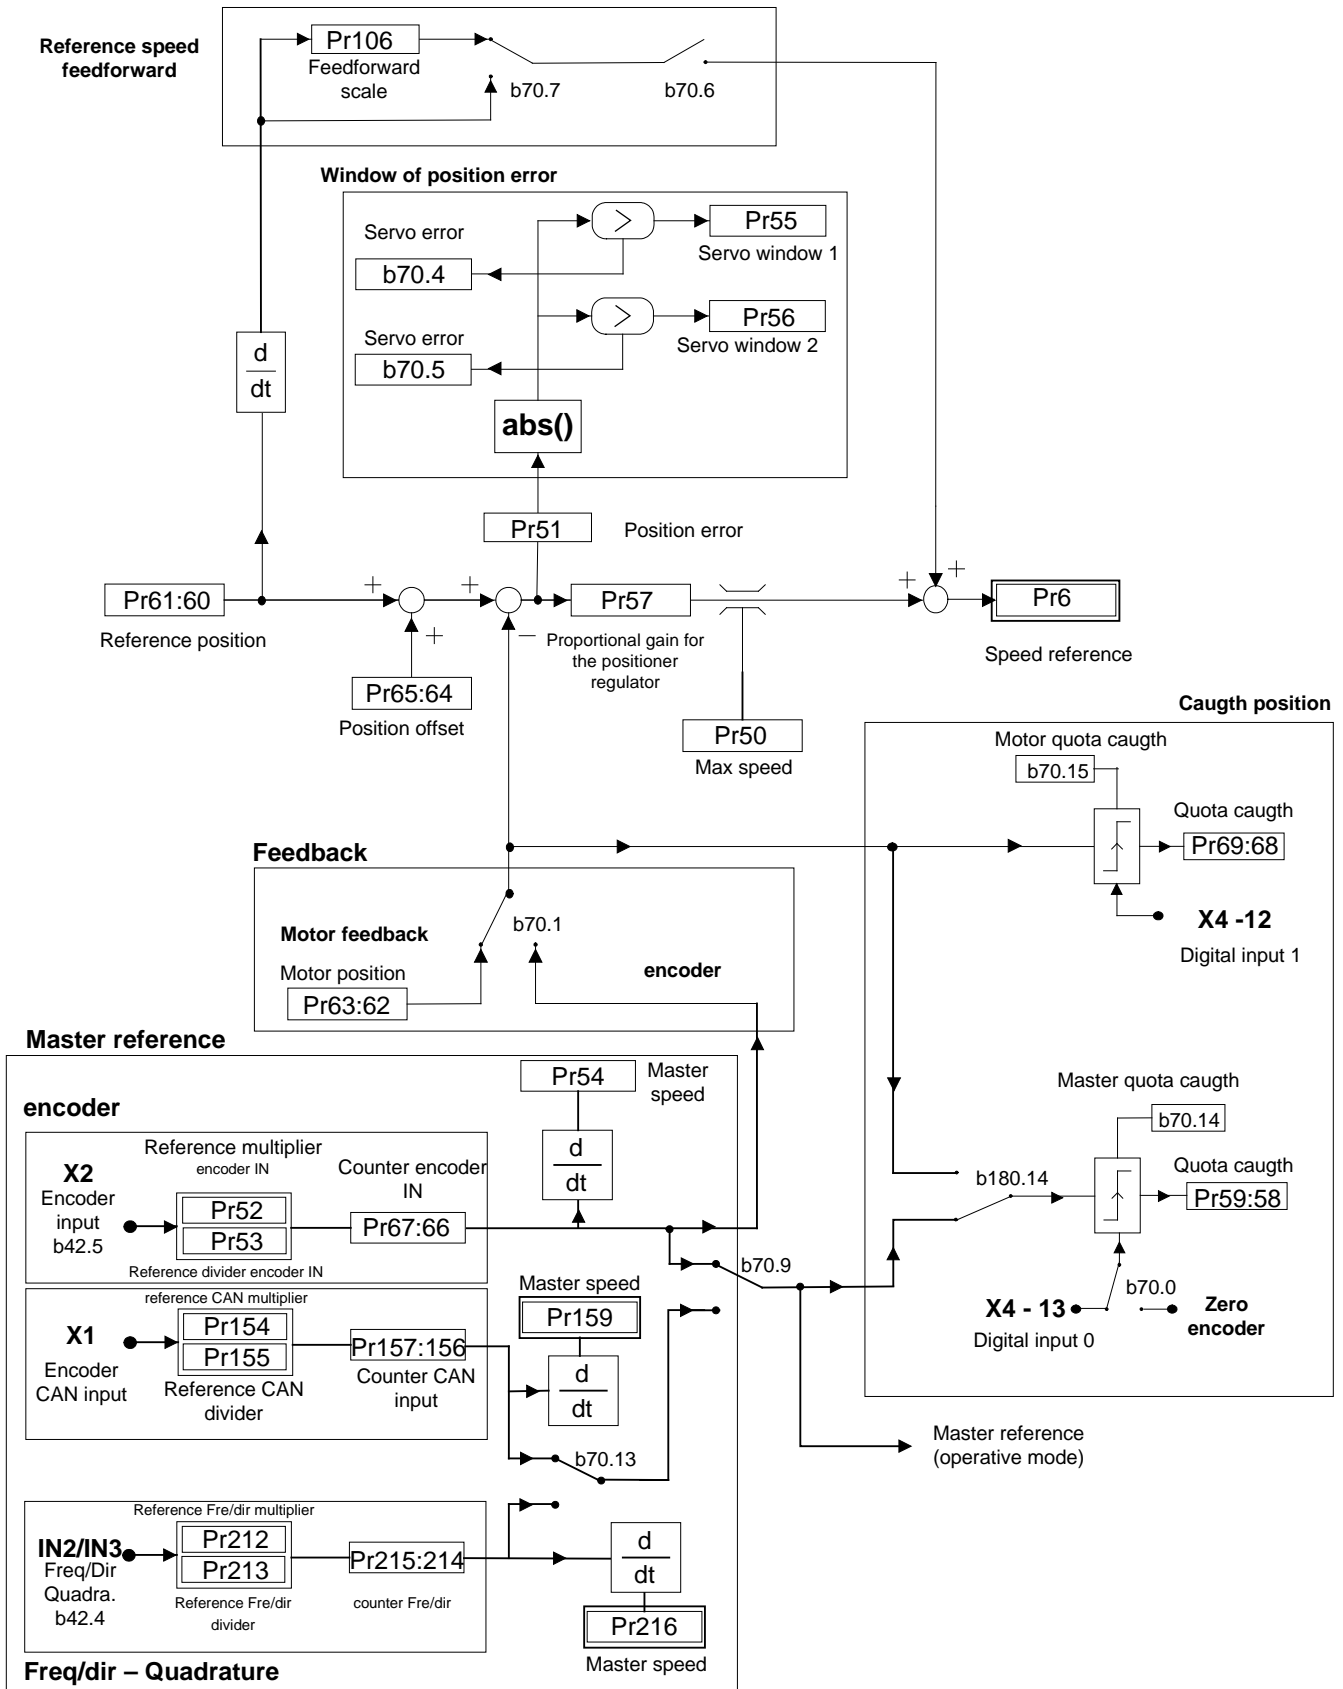 Reference speed
feedforward
Pr106
Feedforward
scale
b70.7
b70.6
Window of position error
Servo error
b70.4
>
Pr55
Servo window 1
Servo error
b70.5
>
Pr56
Servo window 2
d
dt
abs()
Pr51
Position error
Pr61:60
Reference position
+
+
+
−
Pr57
Proportional gain for
the positioner
regulator
+
+
Pr6
Speed reference
Pr65:64
Position offset
Pr50
Max speed
Caugth position
Motor quota caugth
b70.15
Quota caugth
Pr69:68
X4 -12
Digital input 1
Feedback
Motor feedback
b70.1
encoder
Motor position
Pr63:62
Master reference
Pr54
Master
speed
encoder
d
dt
X2
Encoder
input
b42.5
Reference multiplier
encoder IN
Pr52
Pr53
Reference divider encoder IN
Counter encoder
IN
Pr67:66
Master quota caugth
b70.14
b180.14
Quota caugth
Pr59:58
b70.9
X4 - 13
Digital input 0
b70.0
Zero
encoder
Master speed
Pr159
d
dt
reference CAN multiplier
X1
Encoder
CAN input
Pr154
Pr155
Reference CAN
divider
Pr157:156
Counter CAN
input
b70.13
Master reference
(operative mode)
Reference Fre/dir multiplier
IN2/IN3
Freq/Dir
Quadra.
b42.4
Pr212
Pr213
Reference Fre/dir
divider
Pr215:214
counter Fre/dir
d
dt
Pr216
Master speed
Freq/dir – Quadrature